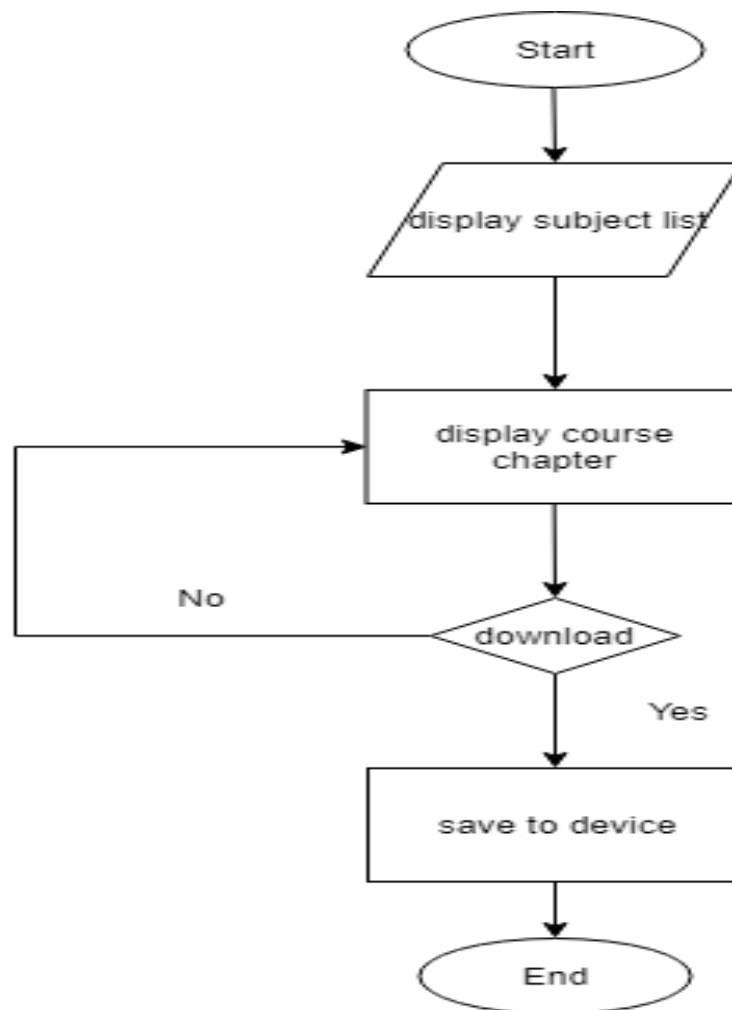 Start
display subject list
display course
chapter
No
download
Yes
save to device
End